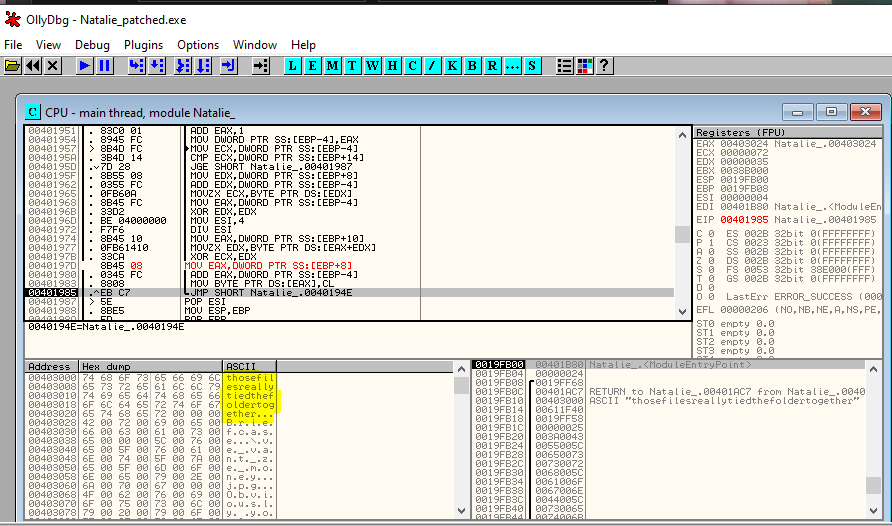 OllyDbg - Natalie_patched.exe
File View Debug Plugins Options Window Help
L E M T W H C / K B R ... S ?
C CPU - main thread, module Natalie_
00401951 . 83C0 01 ADD EAX,1
00401954 . 8945 FC MOV DWORD PTR SS:[EBP-4],EAX
00401957 > 8B4D FC MOV ECX,DWORD PTR SS:[EBP-4]
0040195A . 3B4D 14 CMP ECX,DWORD PTR SS:[EBP+14]
0040195D .v7D 28 JGE SHORT Natalie_.00401987
0040195F . 8B55 08 MOV EDX,DWORD PTR SS:[EBP+8]
00401962 . 0355 FC ADD EDX,DWORD PTR SS:[EBP-4]
00401965 . 0FB60A MOVZX ECX,BYTE PTR DS:[EDX]
00401968 . 8B45 FC MOV EAX,DWORD PTR SS:[EBP-4]
0040196B . 33D2 XOR EDX,EDX
0040196D . BE 04000000 MOV ESI,4
00401972 . F7F6 DIV ESI
00401974 . 8B45 10 MOV EAX,DWORD PTR SS:[EBP+10]
00401977 . 0FB61410 MOVZX EDX,BYTE PTR DS:[EAX+EDX]
0040197B . 33CA XOR ECX,EDX
0040197D 8B45 08 MOV EAX,DWORD PTR SS:[EBP+8]
00401980 . 0345 FC ADD EAX,DWORD PTR SS:[EBP-4]
00401983 . 8808 MOV BYTE PTR DS:[EAX],CL
00401985 .^EB C7 JMP SHORT Natalie_.0040194E
00401987 > 5E POP ESI
00401988 . 8BE5 MOV ESP,EBP
0040194E=Natalie_.0040194E
Registers (FPU)
EAX 00403024 Natalie_.00403024
ECX 00000072
EDX 00000035
EBX 0038B000
ESP 0019FB00
EBP 0019FB08
ESI 00000004
EDI 00401B80 Natalie_.<ModuleEn
EIP 00401985 Natalie_.00401985
C 0 ES 002B 32bit 0(FFFFFFFF)
P 1 CS 0023 32bit 0(FFFFFFFF)
A 0 SS 002B 32bit 0(FFFFFFFF)
Z 0 DS 002B 32bit 0(FFFFFFFF)
S 0 FS 0053 32bit 38E000(FFF)
T 0 GS 002B 32bit 0(FFFFFFFF)
D 0
O 0 LastErr ERROR_SUCCESS (000
EFL 00000206 (NO,NB,NE,A,NS,PE,
ST0 empty 0.0
ST1 empty 0.0
ST2 empty 0.0
ST3 empty 0.0
Address Hex dump ASCII
00403000 74 68 6F 73 65 66 69 6C thosefil
00403008 65 73 72 65 61 6C 6C 79 esreally
00403010 74 69 65 64 74 68 65 66 tiedthef
00403018 6F 6C 64 65 72 74 6F 67 oldertog
00403020 65 74 68 65 72 00 00 00 ether...
00403028 42 00 72 00 69 00 65 00 B.r.i.e.
00403030 66 00 63 00 61 00 73 00 f.c.a.s.
00403038 65 00 00 00 5C 00 76 00 e...\.v.
00403040 65 00 5F 00 76 00 61 00 e._.v.a.
00403048 6E 00 74 00 5F 00 7A 00 n.t._.z.
00403050 65 00 5F 00 6D 00 6F 00 e._.m.o.
00403058 6E 00 65 00 79 00 2E 00 n.e.y...
00403060 6A 00 70 00 67 00 00 00 j.p.g...
00403068 4F 00 62 00 76 00 69 00 O.b.v.i.
00403070 6F 00 75 00 73 00 6C 00 o.u.s.l.
00403078 79 00 20 00 79 00 6F 00 y. .y.o.
0019FB00 00401B80 Natalie_.<ModuleEntryPoint>
0019FB04 00000024
0019FB08 0019FF68
0019FB0C 00401AC7 RETURN to Natalie_.00401AC7 from Natalie_.0040
0019FB10 00403000 ASCII "thosefilesreallytiedthefoldertogether"
0019FB14 00611F40
0019FB18 0019FF58
0019FB1C 00000025
0019FB20 003A0043
0019FB24 0055005C
0019FB28 00650073
0019FB2C 00730072
0019FB30 0068005C
0019FB34 0061006F
0019FB38 0067006E
0019FB3C 0044005C
0019FB40 00730065